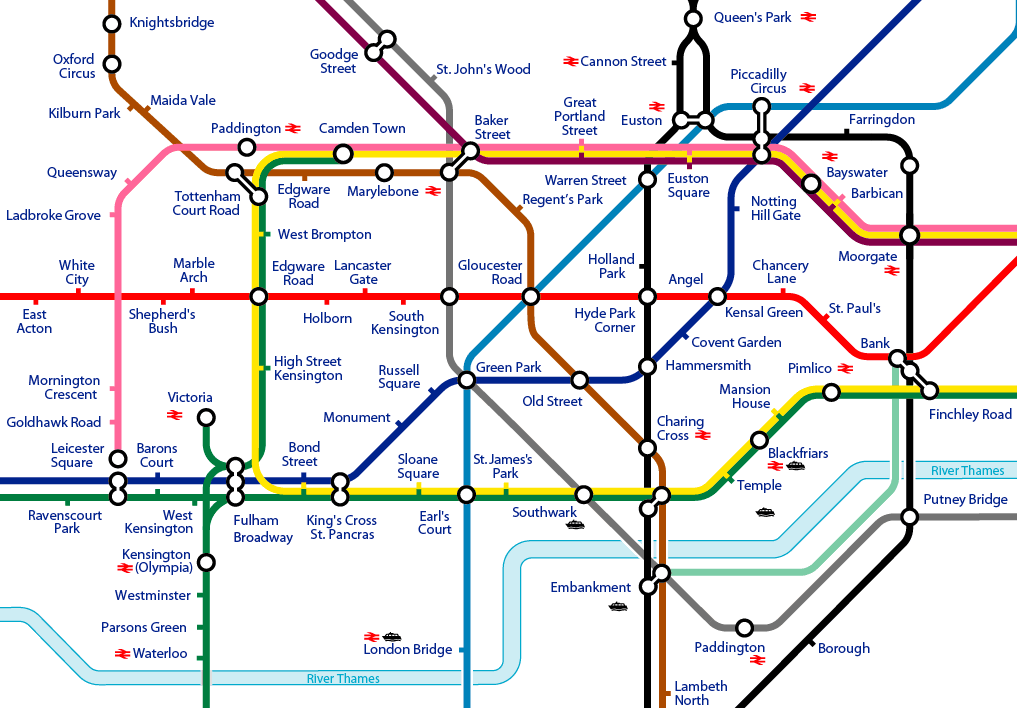 Knightsbridge
Queen's Park
Goodge
Street
Oxford
Circus
St. John's Wood
Cannon Street
Piccadilly
Circus
Kilburn Park
Maida Vale
Great
Portland
Street
Euston
Farringdon
Paddington
Camden Town
Baker
Street
Queensway
Tottenham
Court Road
Edgware
Road
Marylebone
Warren Street
Euston
Square
Bayswater
Barbican
Ladbroke Grove
Regent's Park
Notting
Hill Gate
West Brompton
Moorgate
White
City
Marble
Arch
Edgware
Road
Lancaster
Gate
Gloucester
Road
Holland
Park
Angel
Chancery
Lane
East
Acton
Shepherd's
Bush
Holborn
South
Kensington
Hyde Park
Corner
Kensal Green
St. Paul's
Covent Garden
Bank
High Street
Kensington
Russell
Square
Green Park
Hammersmith
Pimlico
Mornington
Crescent
Victoria
Old Street
Mansion
House
Finchley Road
Goldhawk Road
Monument
Charing
Cross
Leicester
Square
Barons
Court
Bond
Street
Sloane
Square
St.James's
Park
Blackfriars
River Thames
Temple
Putney Bridge
Ravenscourt
Park
West
Kensington
Fulham
Broadway
King's Cross
St. Pancras
Earl's
Court
Southwark
Kensington
(Olympia)
Embankment
Westminster
Parsons Green
Waterloo
London Bridge
Paddington
Borough
River Thames
Lambeth
North